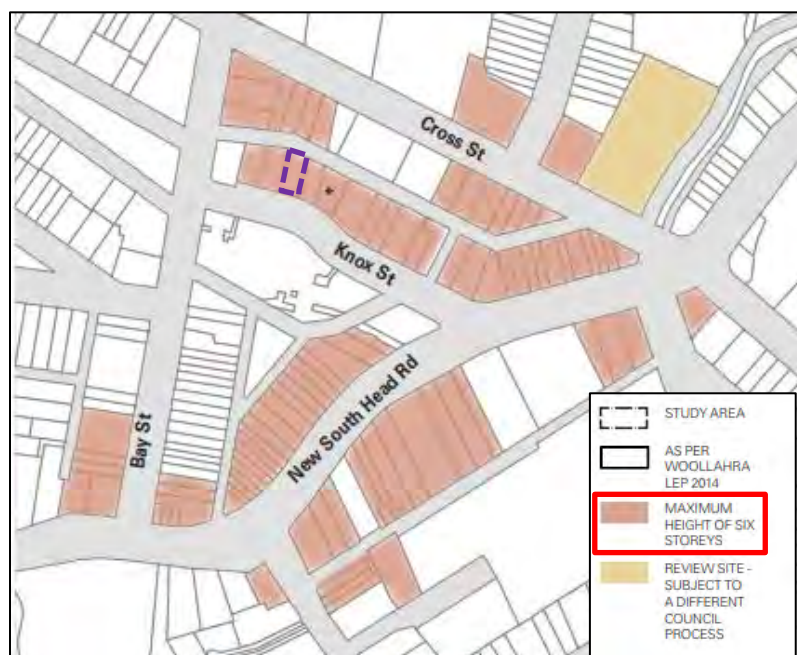 Cross St
Knox St
New South Head Rd
Bay St
STUDY AREA
AS PER
WOOLLAHRA
LEP 2014
MAXIMUM
HEIGHT OF SIX
STOREYS
REVIEW SITE -
SUBJECT TO
A DIFFERENT
COUNCIL
PROCESS